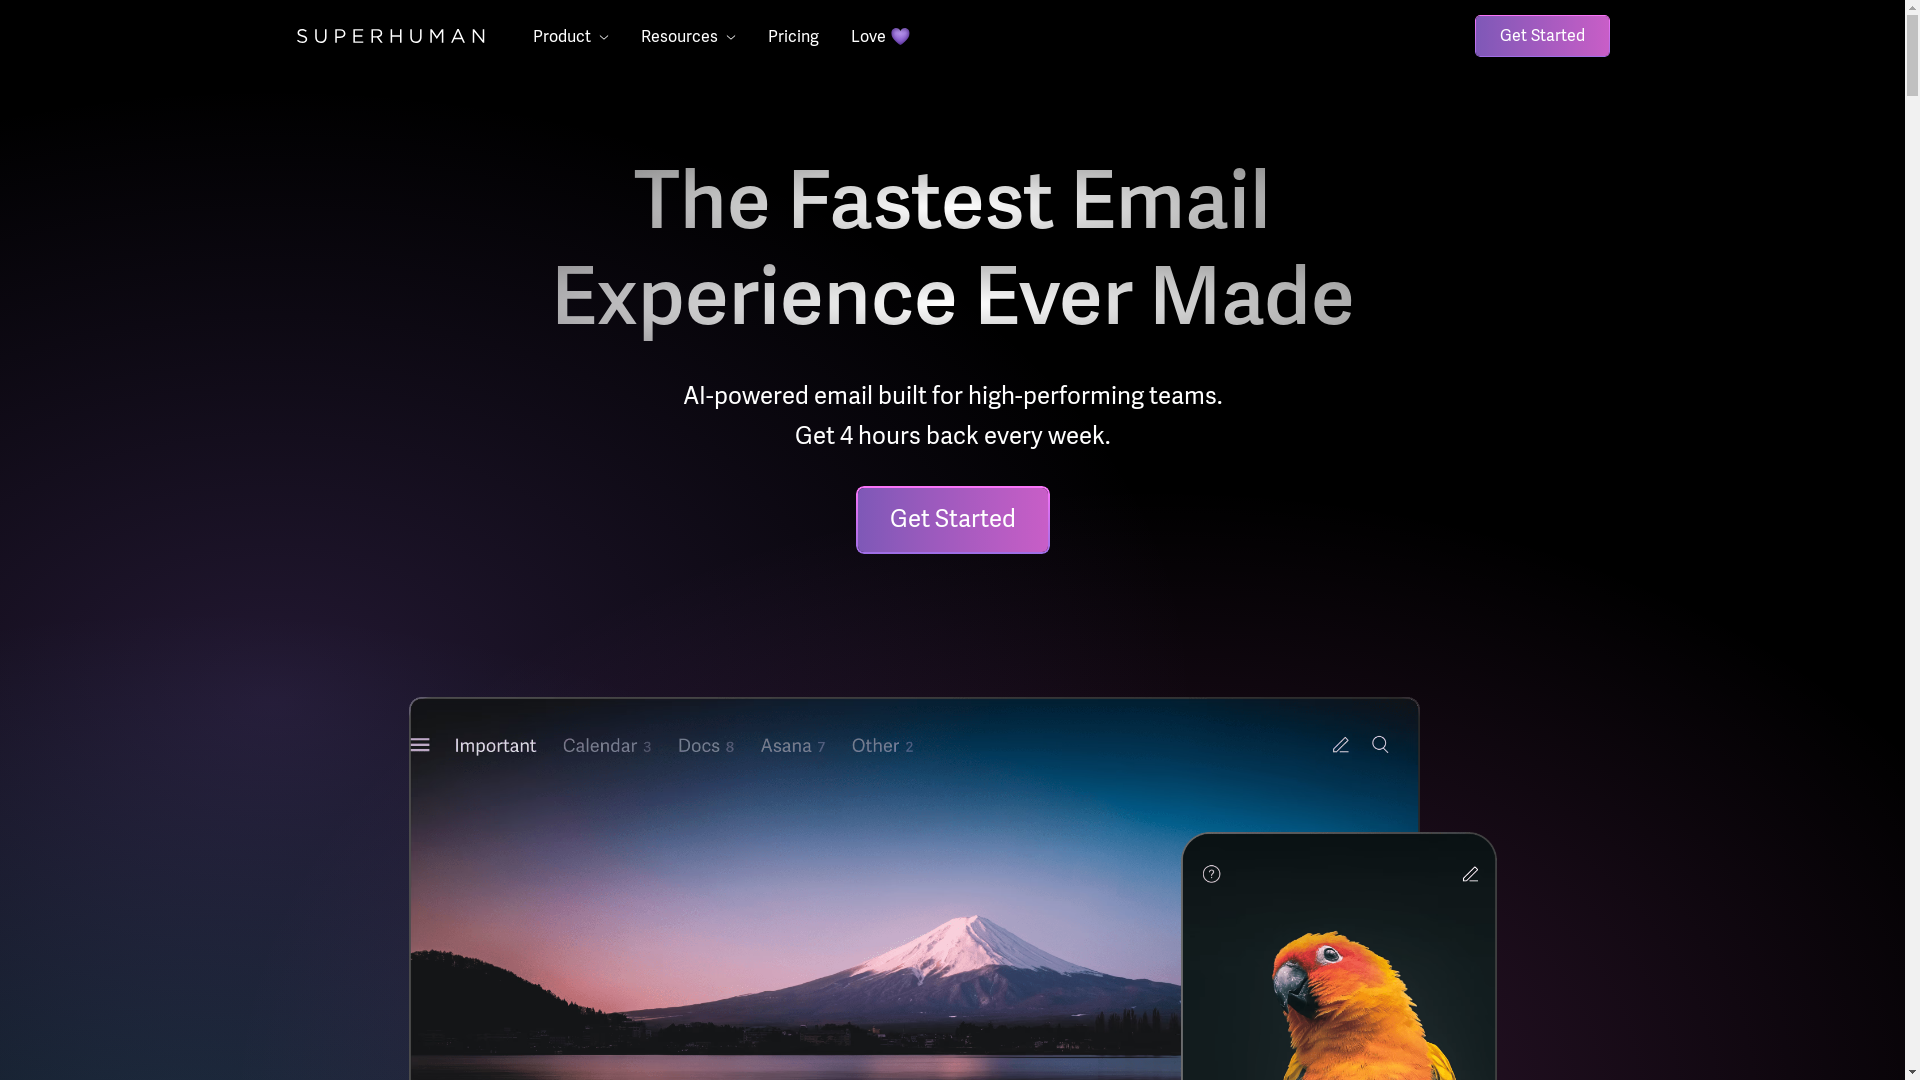 SUPERHUMAN
Product
Resources
Pricing
Love 💜
Get Started
The Fastest Email
Experience Ever Made
AI-powered email built for high-performing teams.
Get 4 hours back every week.
Get Started
Important
Calendar 3
Docs 8
Asana 7
Other 2
?